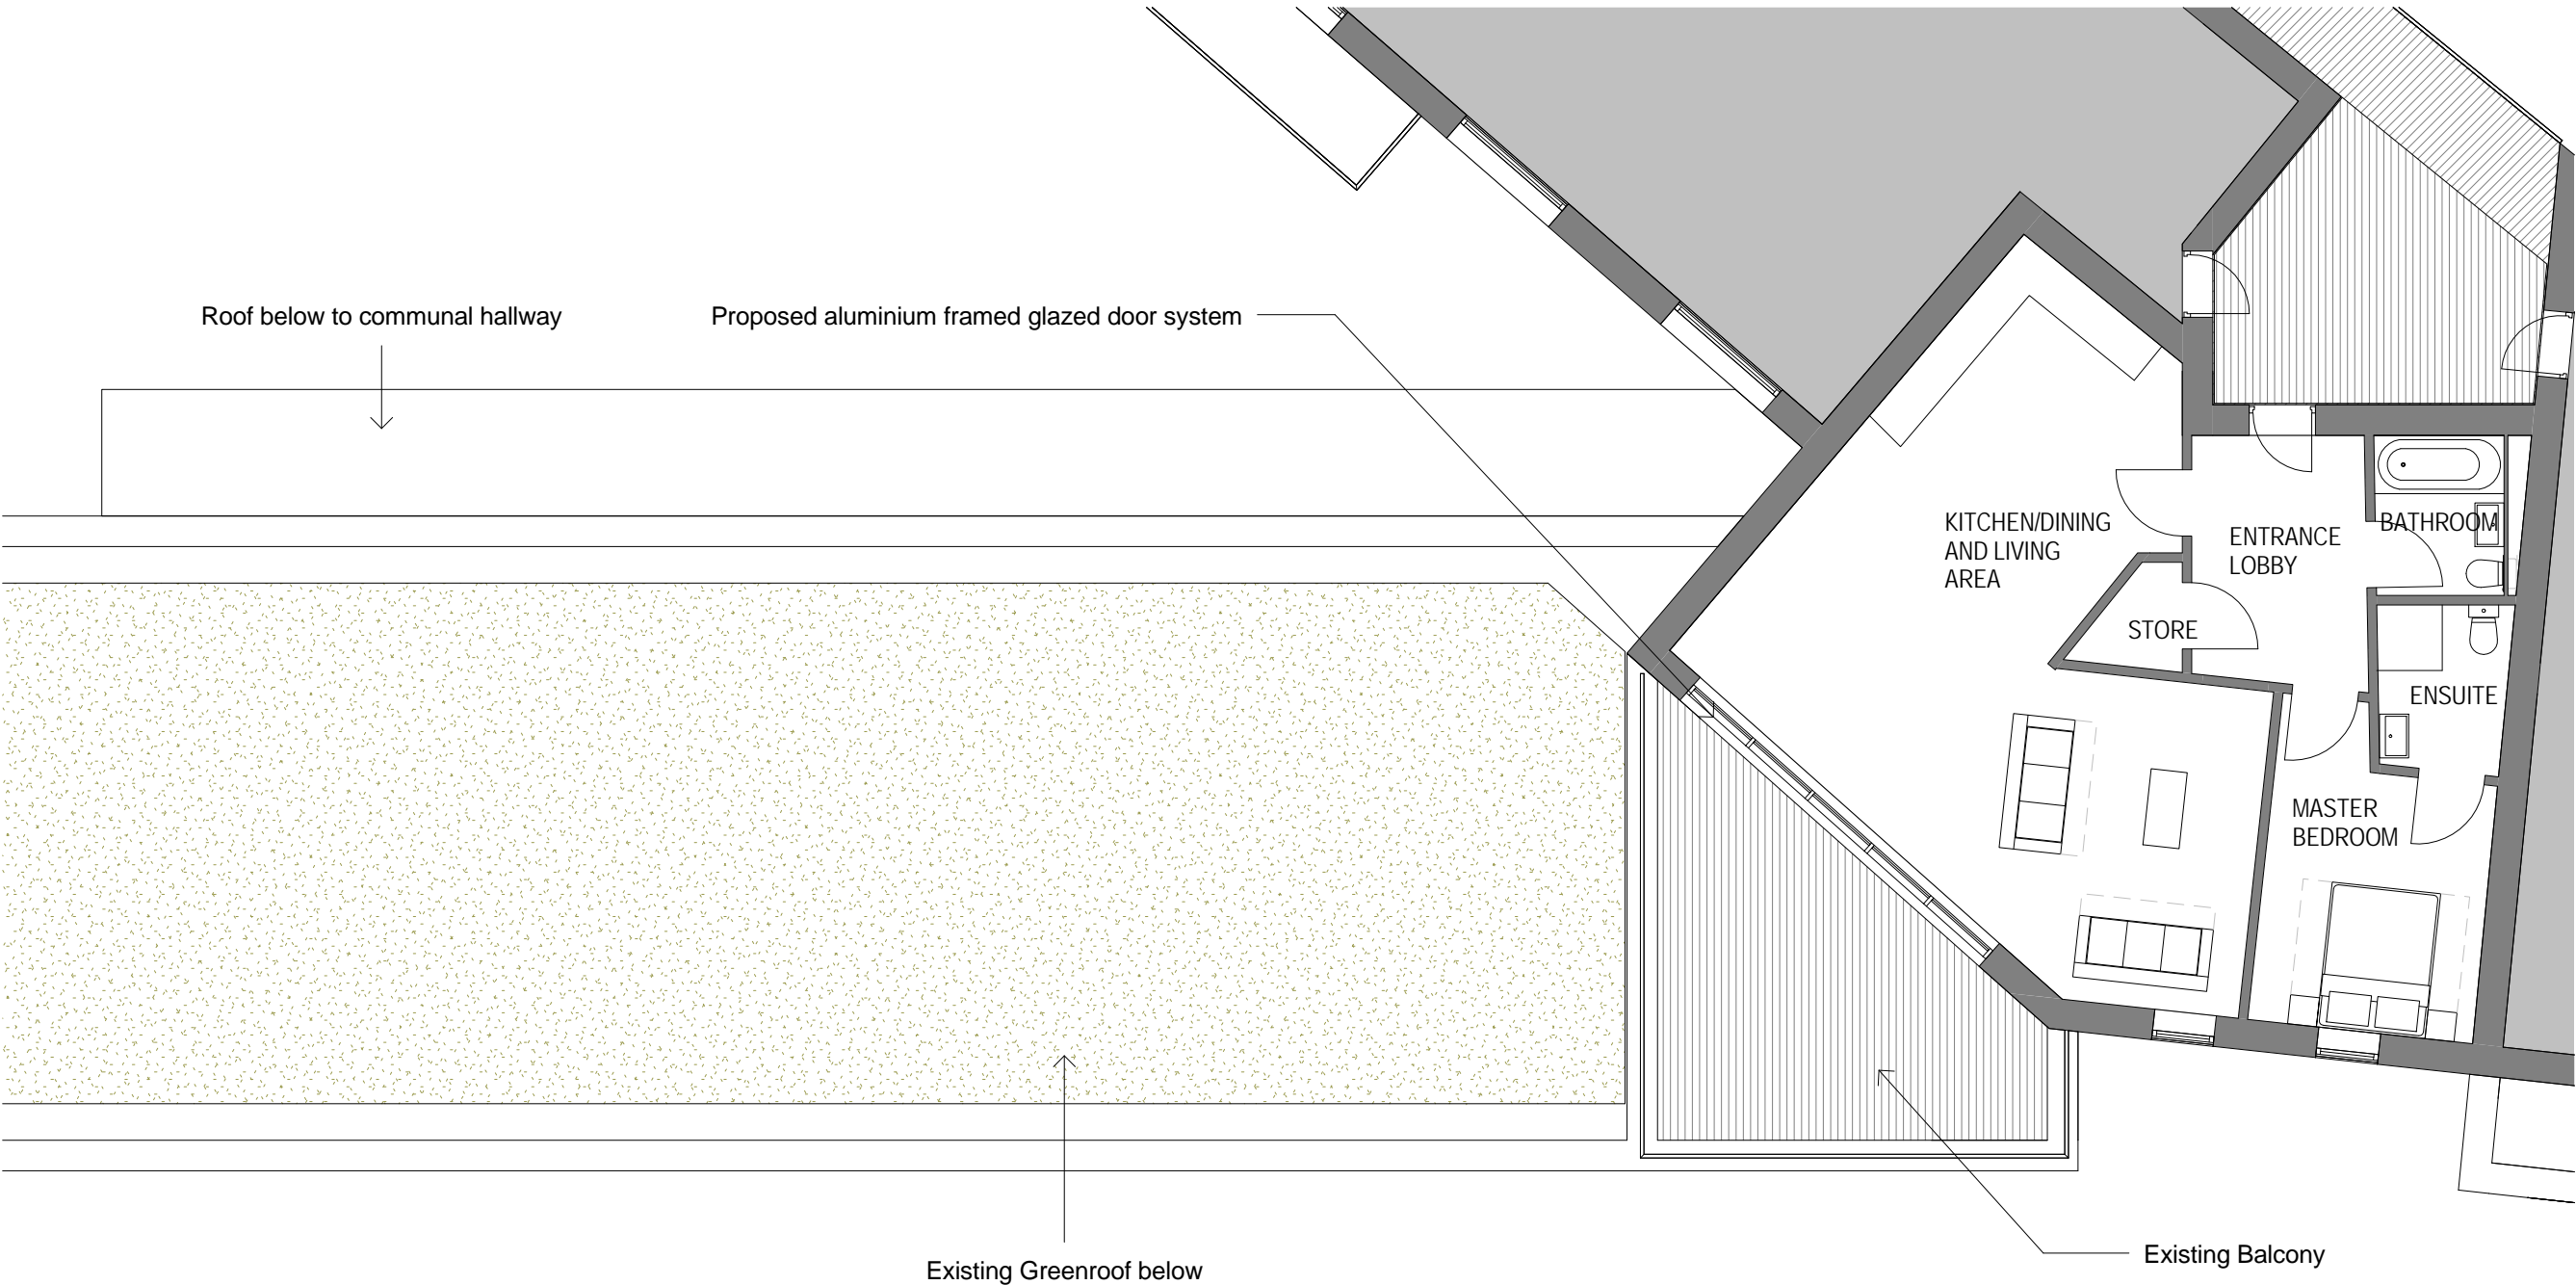 Roof below to communal hallway
Proposed aluminium framed glazed door system
KITCHEN/DINING
AND LIVING
AREA
ENTRANCE
LOBBY
BATHROOM
STORE
ENSUITE
MASTER
BEDROOM
Existing Greenroof below
Existing Balcony